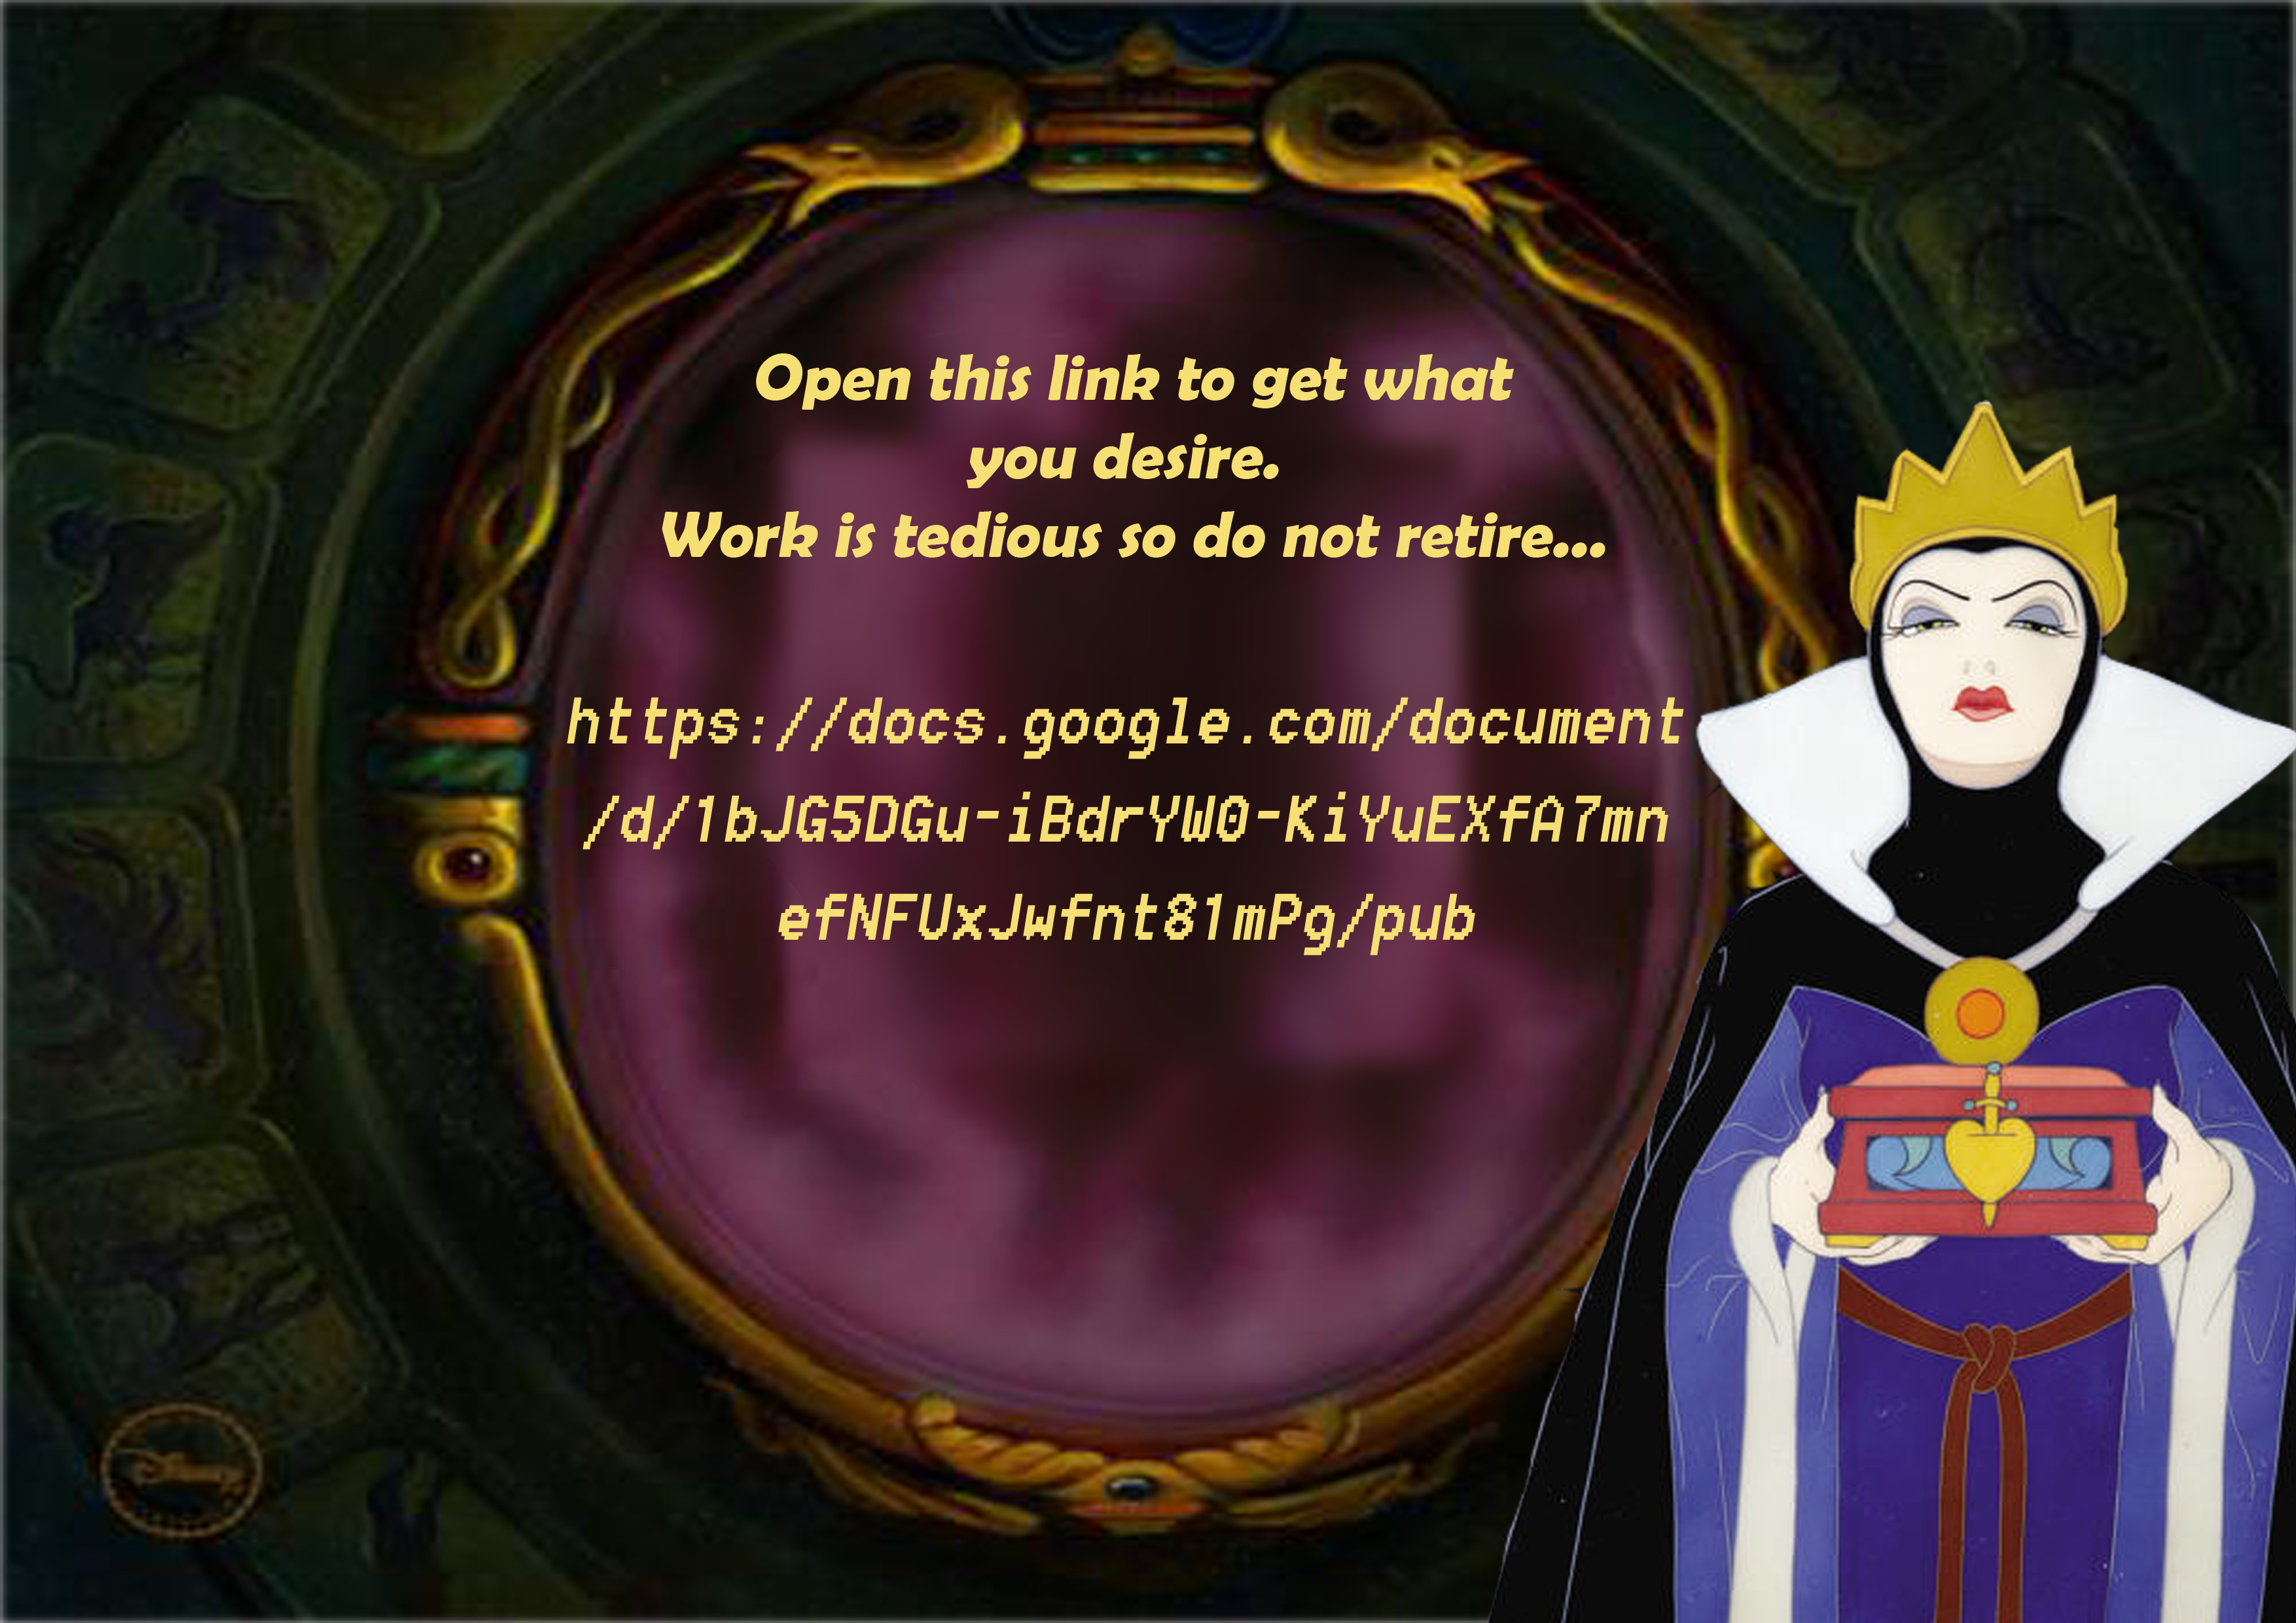 Open this link to get what
you desire.
Work is tedious so do not retire...
https://docs.google.com/document
/d/1bJG5DGu-iBdrYW0-KiYuEXfA7mn
efNFUxJwfnt81mPg/pub
Disney